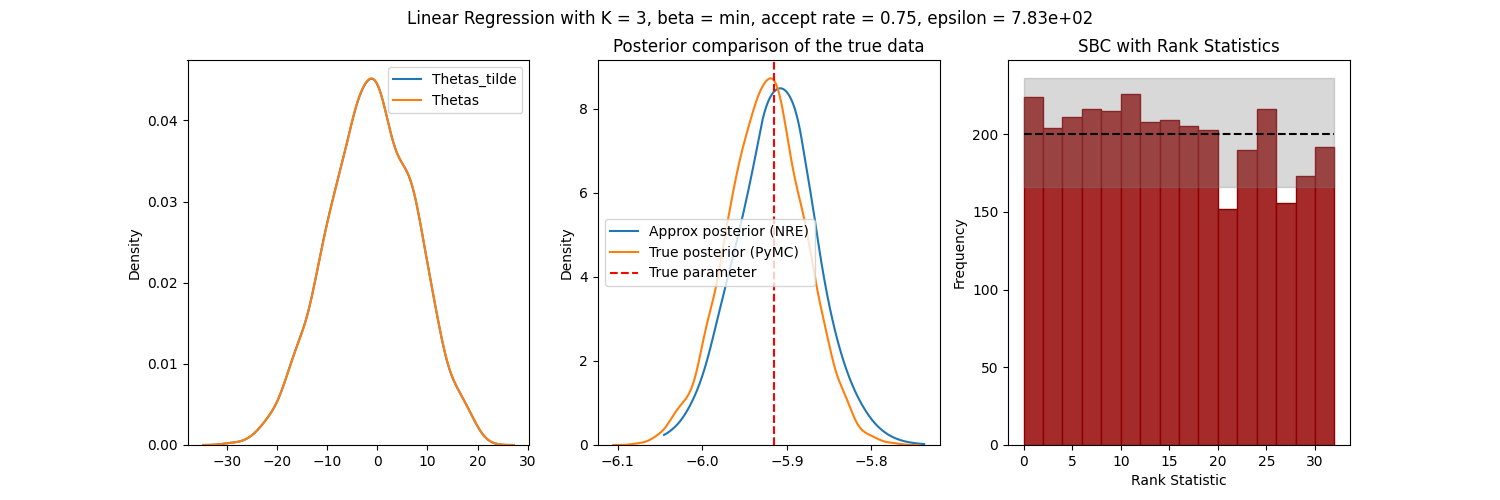 Linear Regression with K = 3, beta = min, accept rate = 0.75, epsilon = 7.83e+02
Density
0.00
0.01
0.02
0.03
0.04
−30
−20
−10
0
10
20
30
Thetas_tilde
Thetas
Posterior comparison of the true data
Density
0
2
4
6
8
−6.1
−6.0
−5.9
−5.8
Approx posterior (NRE)
True posterior (PyMC)
True parameter
SBC with Rank Statistics
Frequency
0
50
100
150
200
0
5
10
15
20
25
30
Rank Statistic